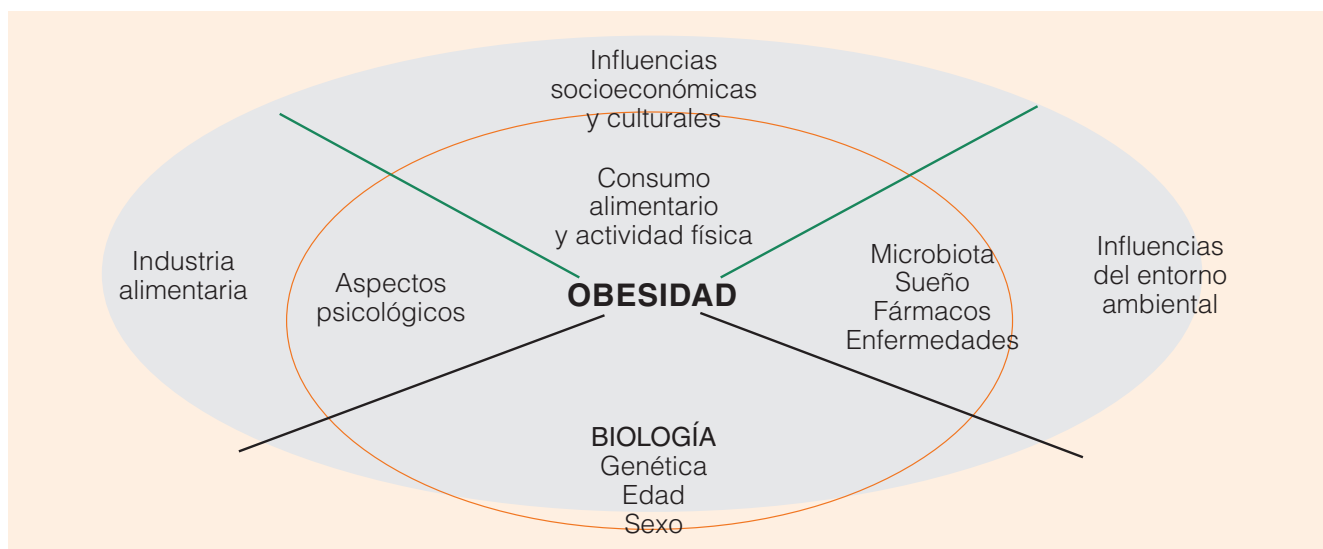 Influencias
socioeconómicas
y culturales
Consumo
alimentario
y actividad física
Industria
alimentaria
Aspectos
psicológicos
OBESIDAD
Microbiota
Sueño
Fármacos
Enfermedades
Influencias
del entorno
ambiental
BIOLOGÍA
Genética
Edad
Sexo